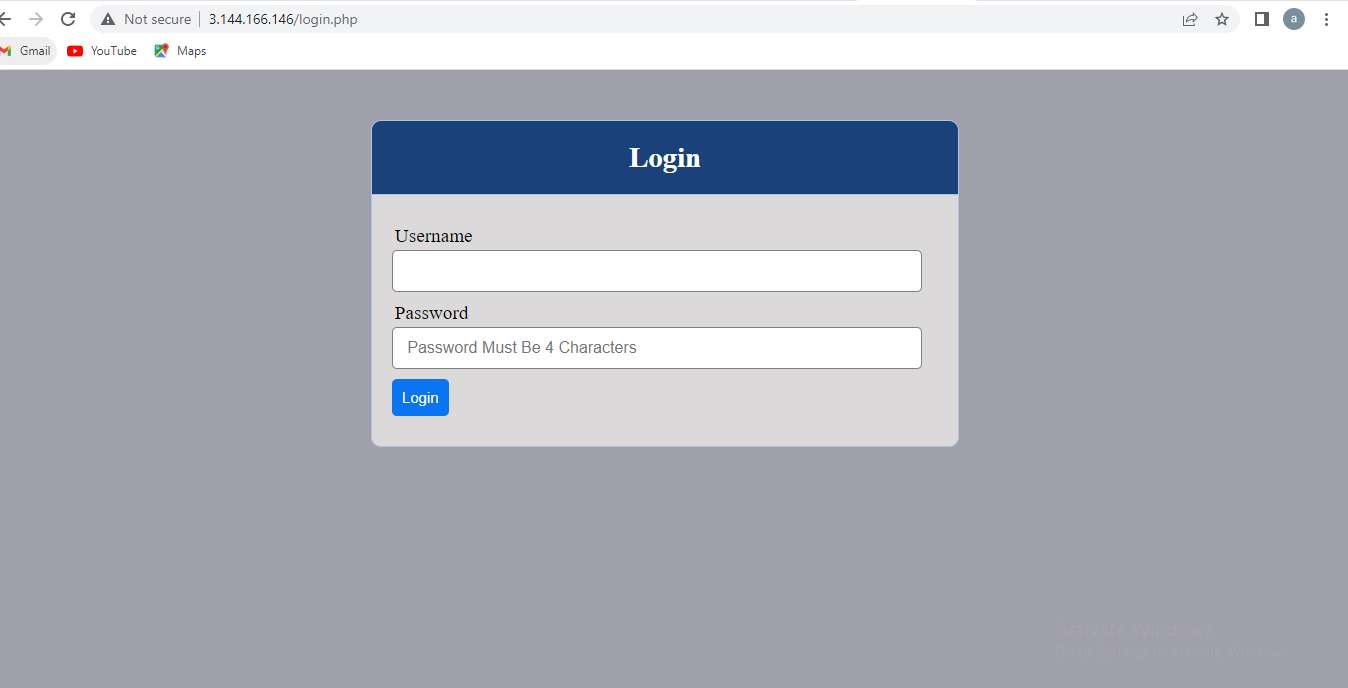 Not secure 3.144.166.146/login.php a
Gmail YouTube Maps
Login
Username
Password
Password Must Be 4 Characters
Login
Activate Windows
Go to Settings to activate Windows.